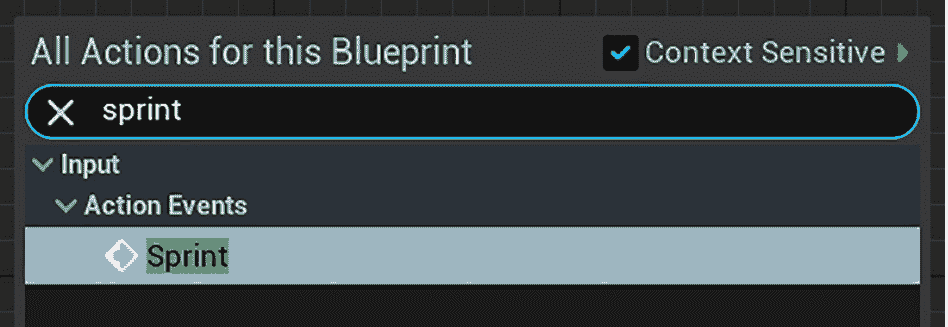 All Actions for this Blueprint Context Sensitive
sprint
Input
Action Events
Sprint